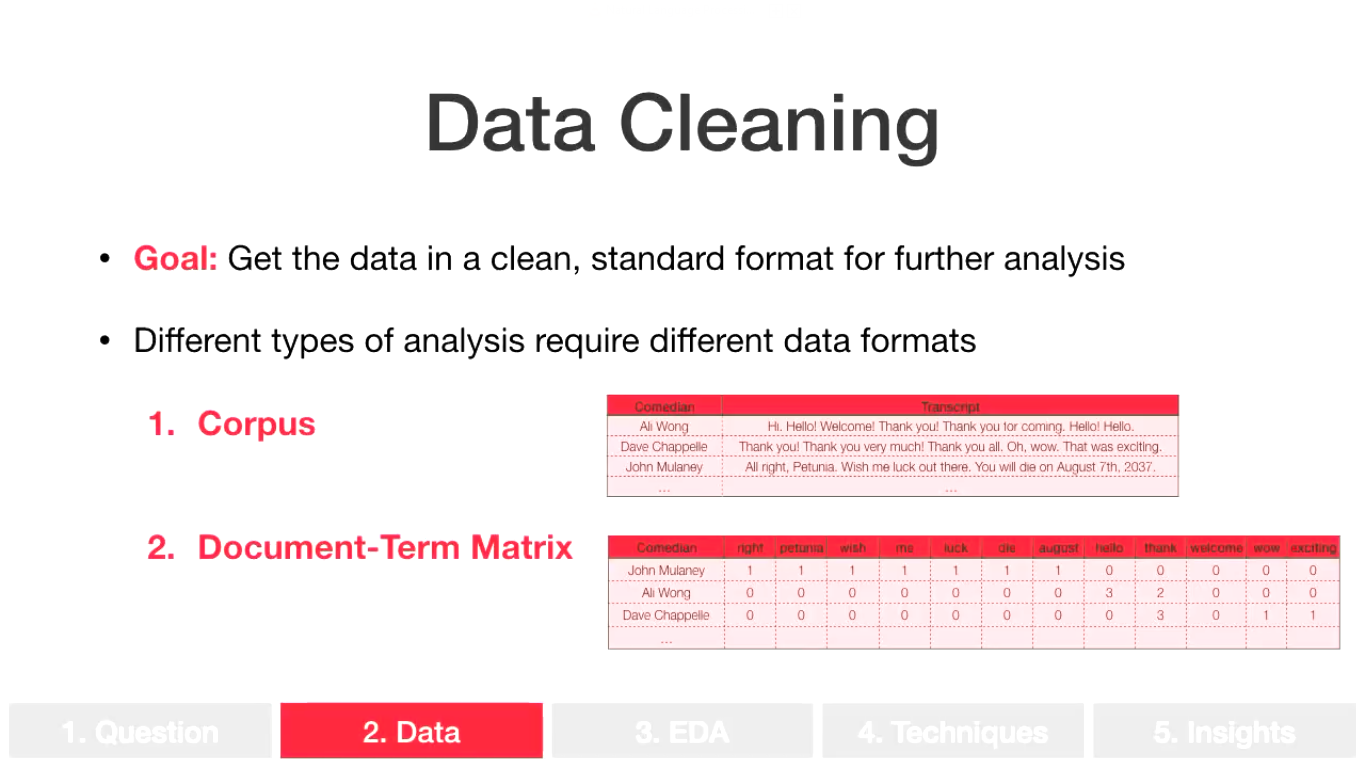 Data Cleaning
• Goal: Get the data in a clean, standard format for further analysis
• Different types of analysis require different data formats
1. Corpus
Comedian Transcript
Ali Wong Hi. Hello! Welcome! Thank you! Thank you for coming. Hello! Hello.
Dave Chappelle Thank you! Thank you very much! Thank you all. Oh, wow. That was exciting.
John Mulaney All right, Petunia. Wish me luck out there. You will die on August 7th, 2037.
... ...
2. Document-Term Matrix
Comedian right petunia wish me luck die august hello thank welcome wow exciting
John Mulaney 1 1 1 1 1 1 1 0 0 0 0 0
Ali Wong 0 0 0 0 0 0 0 3 2 0 0 0
Dave Chappelle 0 0 0 0 0 0 0 0 3 0 1 1
...
1. Question 2. Data 3. EDA 4. Techniques 5. Insights